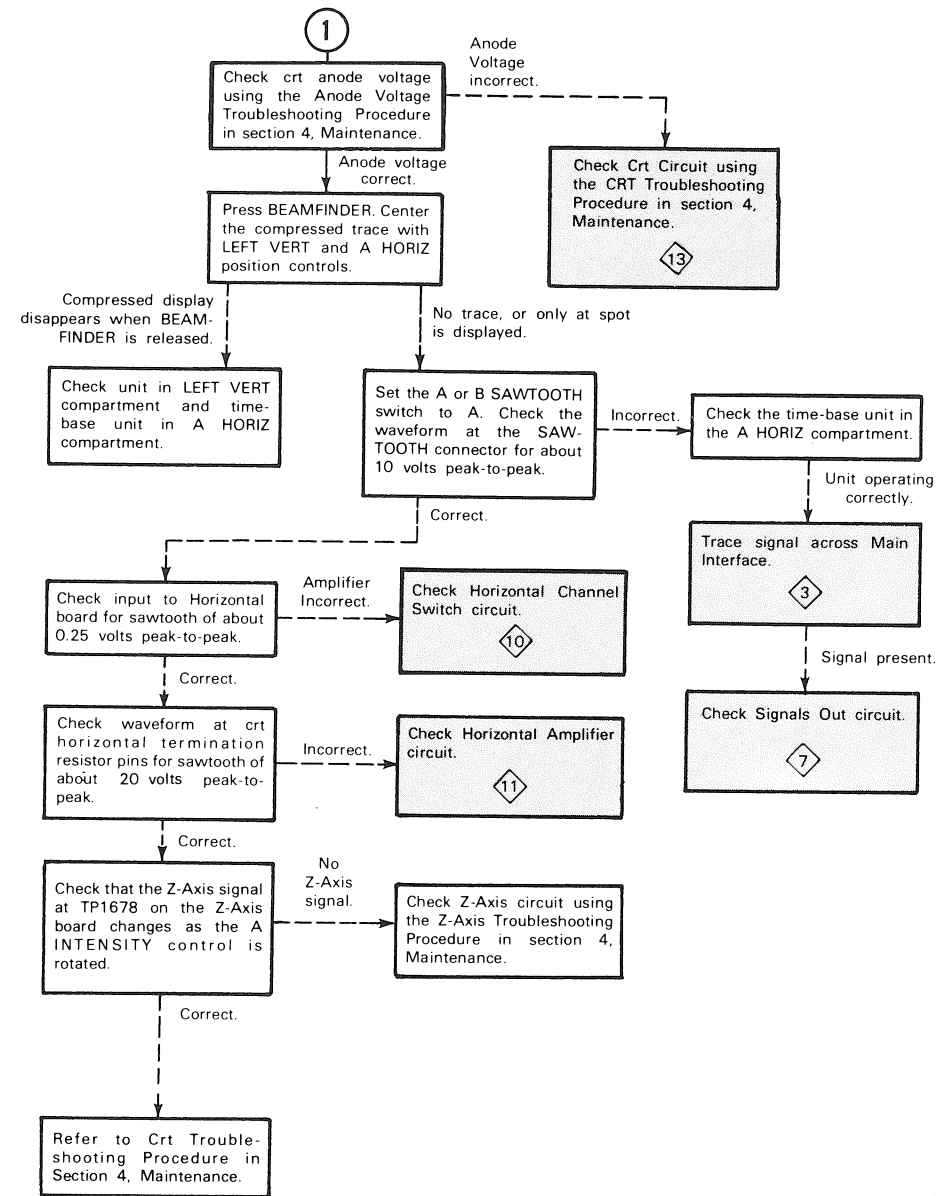 1
Check crt anode voltage
using the Anode Voltage
Troubleshooting Procedure
in section 4, Maintenance.
Anode
Voltage
incorrect.
Check Crt Circuit using
the CRT Troubleshooting
Procedure in section 4,
Maintenance.
13
Anode voltage
correct.
Press BEAMFINDER. Center
the compressed trace with
LEFT VERT and A HORIZ
position controls.
Compressed display
disappears when BEAM-
FINDER is released.
Check unit in LEFT VERT
compartment and time-
base unit in A HORIZ
compartment.
No trace, or only at spot
is displayed.
Set the A or B SAWTOOTH
switch to A. Check the
waveform at the SAW-
TOOTH connector for about
10 volts peak-to-peak.
Incorrect.
Check the time-base unit in
the A HORIZ compartment.
Unit operating
correctly.
Trace signal across Main
Interface.
3
Signal present.
Check Signals Out circuit.
7
Correct.
Check input to Horizontal
board for sawtooth of about
0.25 volts peak-to-peak.
Amplifier
Incorrect.
Check Horizontal Channel
Switch circuit.
10
Correct.
Check waveform at crt
horizontal termination
resistor pins for sawtooth of
about 20 volts peak-to-
peak.
Incorrect.
Check Horizontal Amplifier
circuit.
11
Correct.
Check that the Z-Axis signal
at TP1678 on the Z-Axis
board changes as the A
INTENSITY control is
rotated.
No
Z-Axis
signal.
Check Z-Axis circuit using
the Z-Axis Troubleshooting
Procedure in section 4,
Maintenance.
Correct.
Refer to Crt Trouble-
shooting Procedure in
Section 4, Maintenance.